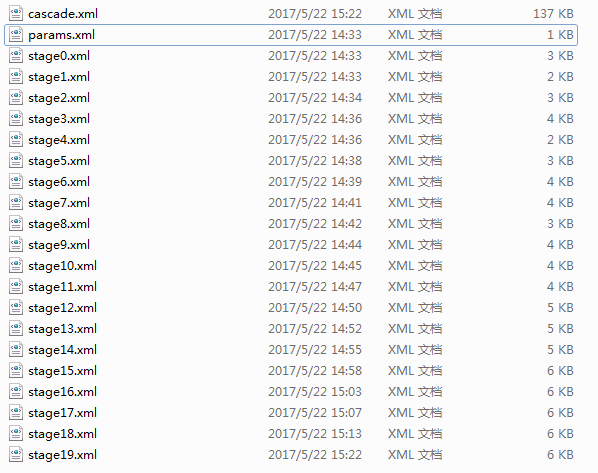 cascade.xml 2017/5/22 15:22 XML 文档 137 KB
params.xml 2017/5/22 14:33 XML 文档 1 KB
stage0.xml 2017/5/22 14:33 XML 文档 3 KB
stage1.xml 2017/5/22 14:33 XML 文档 2 KB
stage2.xml 2017/5/22 14:34 XML 文档 3 KB
stage3.xml 2017/5/22 14:36 XML 文档 4 KB
stage4.xml 2017/5/22 14:36 XML 文档 2 KB
stage5.xml 2017/5/22 14:38 XML 文档 3 KB
stage6.xml 2017/5/22 14:39 XML 文档 4 KB
stage7.xml 2017/5/22 14:41 XML 文档 4 KB
stage8.xml 2017/5/22 14:42 XML 文档 3 KB
stage9.xml 2017/5/22 14:44 XML 文档 4 KB
stage10.xml 2017/5/22 14:45 XML 文档 4 KB
stage11.xml 2017/5/22 14:47 XML 文档 4 KB
stage12.xml 2017/5/22 14:50 XML 文档 5 KB
stage13.xml 2017/5/22 14:52 XML 文档 5 KB
stage14.xml 2017/5/22 14:55 XML 文档 5 KB
stage15.xml 2017/5/22 14:58 XML 文档 6 KB
stage16.xml 2017/5/22 15:03 XML 文档 6 KB
stage17.xml 2017/5/22 15:07 XML 文档 6 KB
stage18.xml 2017/5/22 15:13 XML 文档 6 KB
stage19.xml 2017/5/22 15:22 XML 文档 6 KB